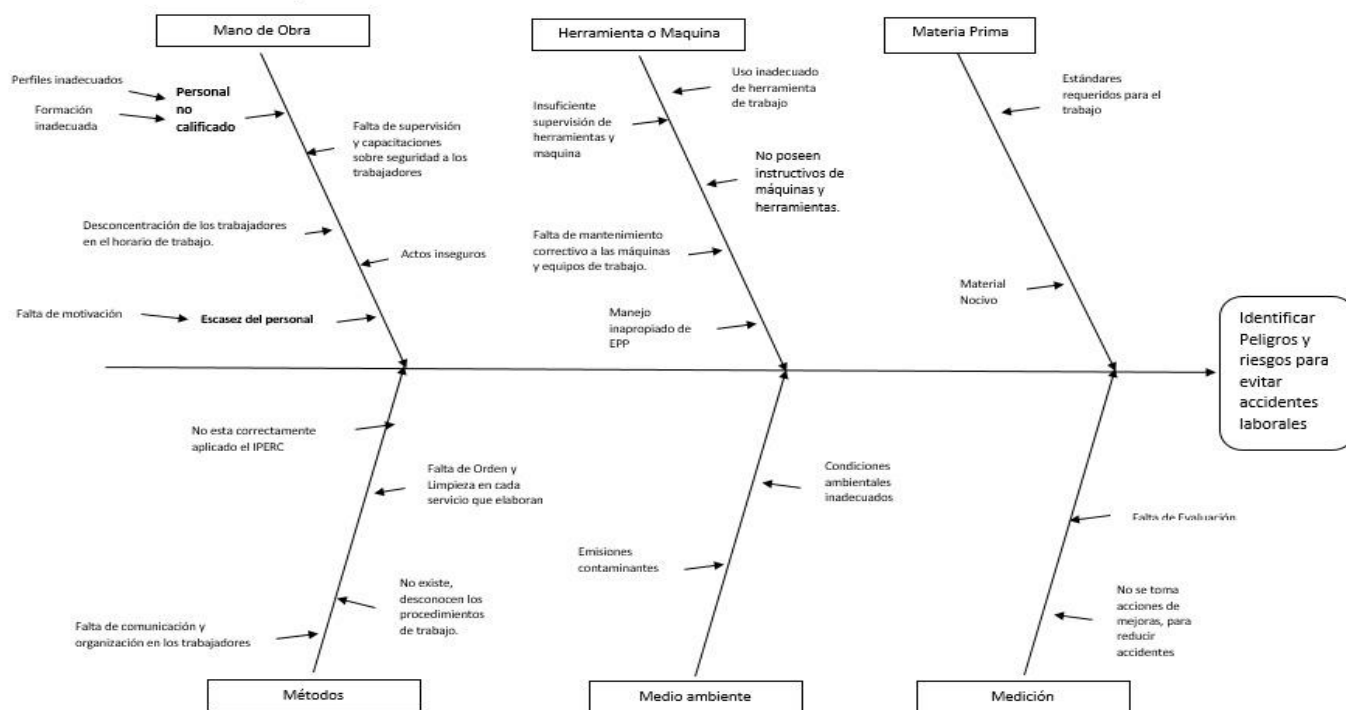 Mano de Obra
Herramienta o Maquina
Materia Prima
Perfiles inadecuados
Formación
inadecuada
Personal
no
calificado
Falta de supervisión
y capacitaciones
sobre seguridad a los
trabajadores
Desconcentración de los trabajadores
en el horario de trabajo.
Actos inseguros
Falta de motivación
Escasez del personal
Uso inadecuado
de herramienta
de trabajo
Insuficiente
supervisión de
herramientas y
maquina
No poseen
instructivos de
máquinas y
herramientas.
Falta de mantenimiento
correctivo a las máquinas
y equipos de trabajo.
Manejo
inapropiado de
EPP
Estándares
requeridos para el
trabajo
Material
Nocivo
Identificar
Peligros y
riesgos para
evitar
accidentes
laborales
No esta correctamente
aplicado el IPERC
Falta de Orden y
Limpieza en cada
servicio que elaboran
No existe,
desconocen los
procedimientos
de trabajo.
Falta de comunicación y
organización en los trabajadores
Condiciones
ambientales
inadecuados
Emisiones
contaminantes
Falta de Evaluación
No se toma
acciones de
mejoras, para
reducir
accidentes
Métodos
Medio ambiente
Medición